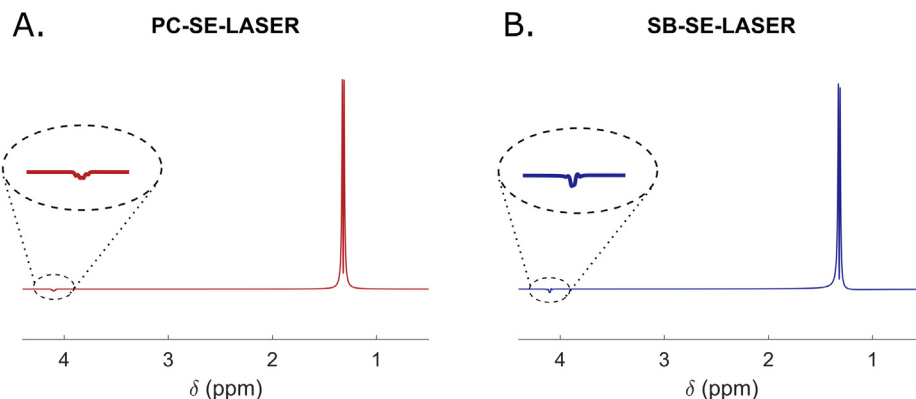 A. PC-SE-LASER
B. SB-SE-LASER
4 3 2 1
δ (ppm)
4 3 2 1
δ (ppm)